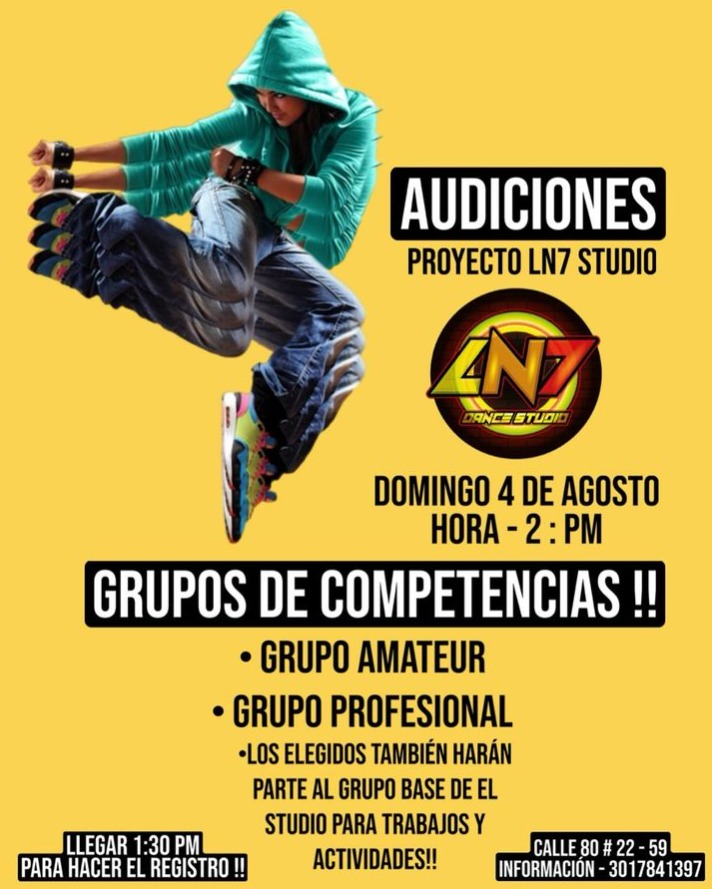 AUDICIONES
PROYECTO LN7 STUDIO
LN7
DANCE STUDIO
DOMINGO 4 DE AGOSTO
HORA - 2 : PM
GRUPOS DE COMPETENCIAS !!
• GRUPO AMATEUR
• GRUPO PROFESIONAL
•LOS ELEGIDOS TAMBIÉN HARÁN
PARTE AL GRUPO BASE DE EL
STUDIO PARA TRABAJOS Y
ACTIVIDADES!!
LLEGAR 1:30 PM
PARA HACER EL REGISTRO !!
CALLE 80 # 22 - 59
INFORMACIÓN - 3017841397